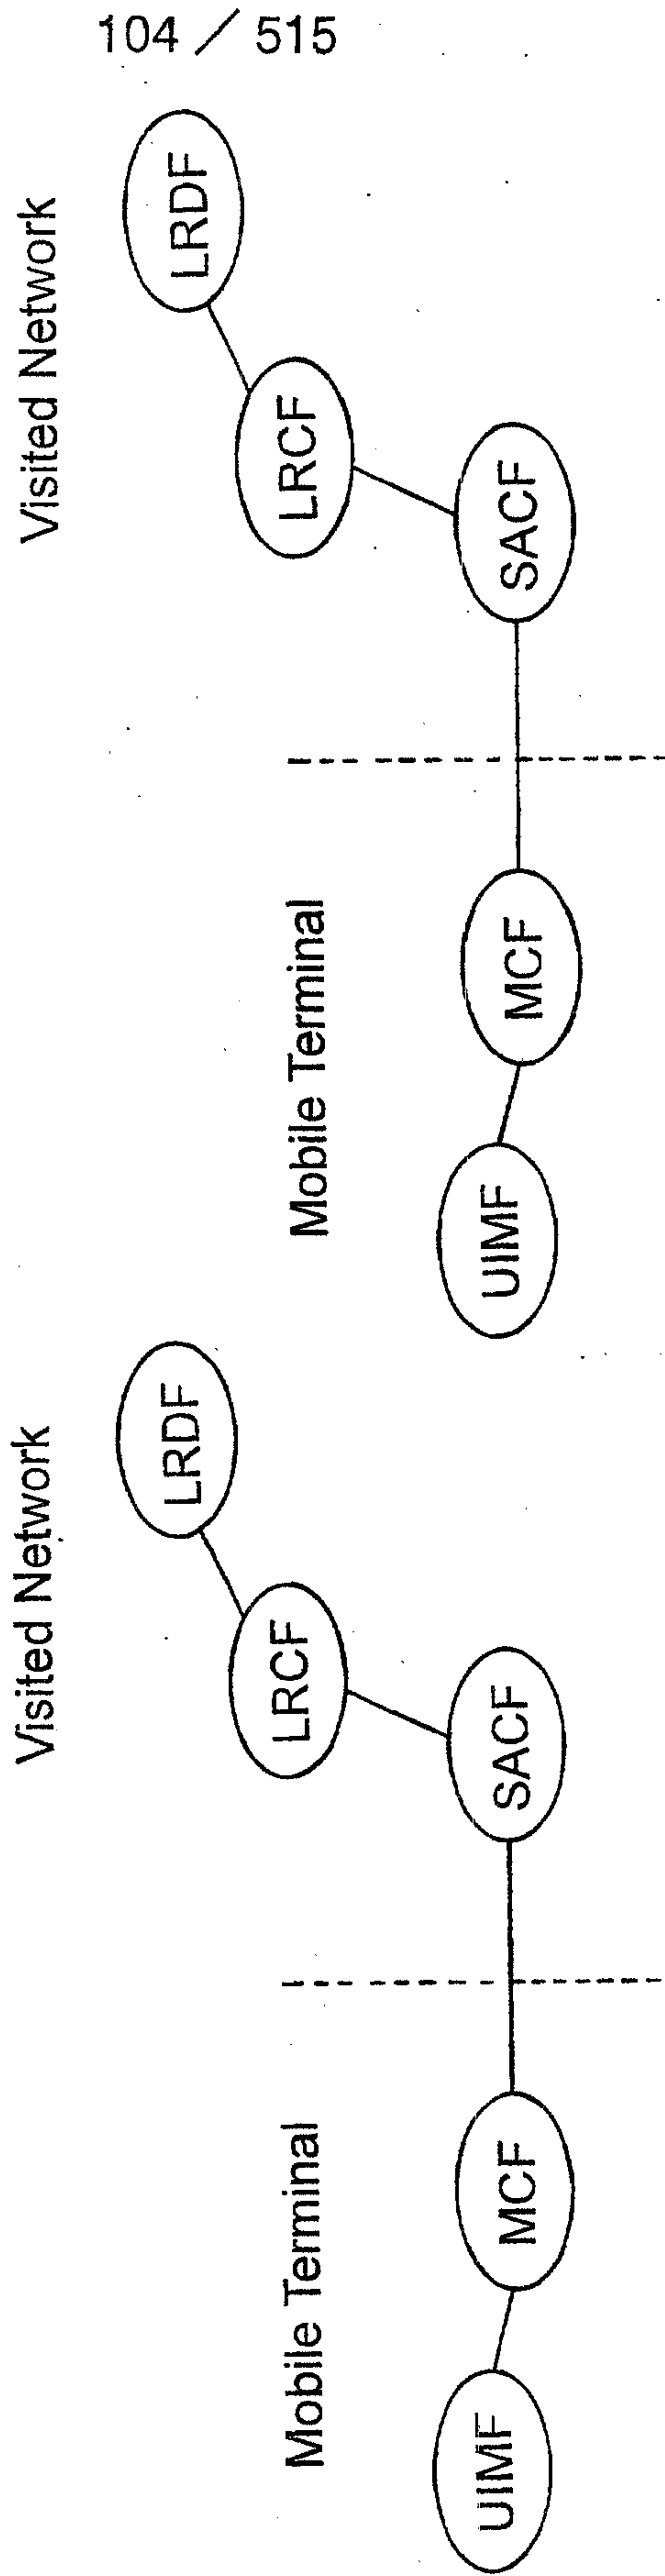 104 / 515
Visited Network
LRDF
LRCF
SACF
Mobile Terminal
MCF
UIMF
Visited Network
LRDF
LRCF
SACF
Mobile Terminal
MCF
UIMF